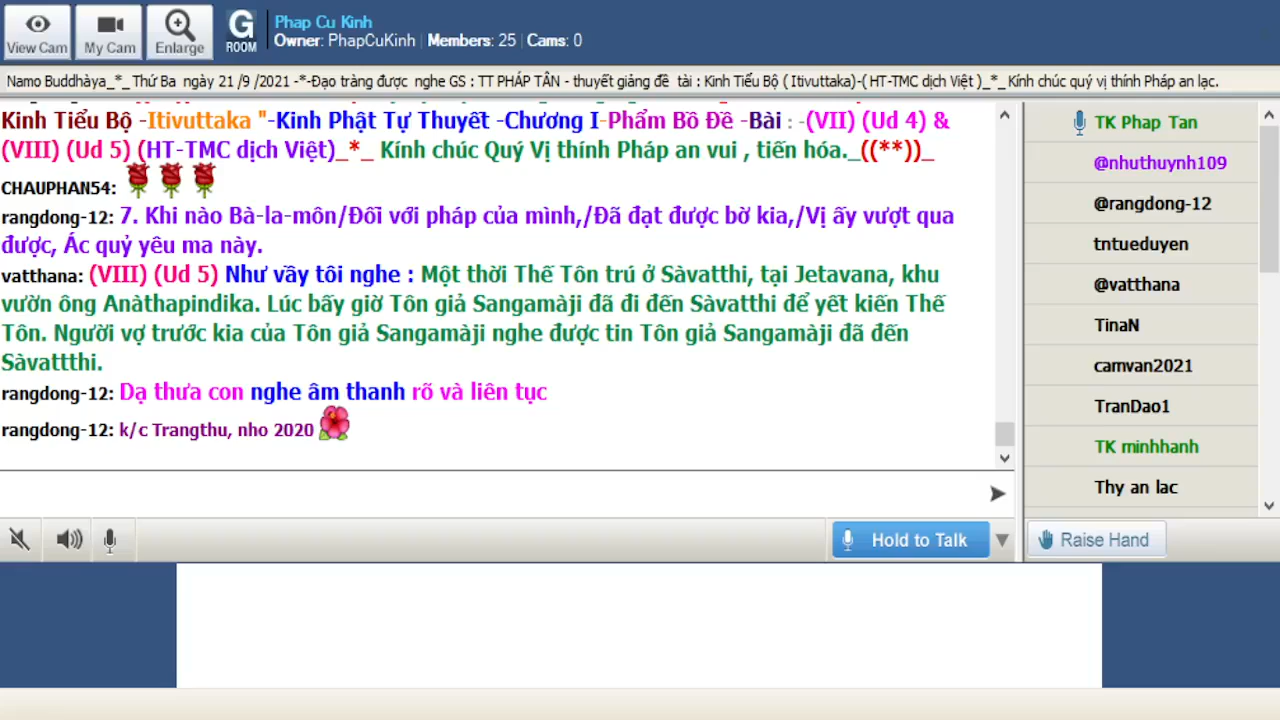 View Cam
My Cam
Enlarge
G
ROOM
Phap Cu Kinh
Owner: PhapCuKinh | Members: 25 | Cams: 0
Namo Buddhàya_*_ Thứ Ba ngày 21 /9 /2021 -*-Đạo tràng được nghe GS : TT PHÁP TÂN - thuyết giảng đề tài : Kinh Tiểu Bộ ( Itivuttaka)-( HT-TMC dịch Việt )_*_ Kính chúc quý vị thính Pháp an lạc.
Kinh Tiểu Bộ -Itivuttaka "-Kinh Phật Tự Thuyết -Chương I-Phẩm Bồ Đề -Bài : -(VII) (Ud 4) &
(VIII) (Ud 5) (HT-TMC dịch Việt)_*_ Kính chúc Quý Vị thính Pháp an vui , tiến hóa._((**))_
CHAUPHAN54:
rangdong-12: 7. Khi nào Bà-la-môn/Đối với pháp của mình,/Đã đạt được bờ kia,/Vị ấy vượt qua
được, Ác quỷ yêu ma này.
vatthana: (VIII) (Ud 5) Như vầy tôi nghe : Một thời Thế Tôn trú ở Sàvatthi, tại Jetavana, khu
vườn ông Anàthapindika. Lúc bấy giờ Tôn giả Sangamàji đã đi đến Sàvatthi để yết kiến Thế
Tôn. Người vợ trước kia của Tôn giả Sangamàji nghe được tin Tôn giả Sangamàji đã đến
Sàvattthi.
rangdong-12: Dạ thưa con nghe âm thanh rõ và liên tục
rangdong-12: k/c Trangthu, nho 2020
TK Phap Tan
@nhuthuynh109
@rangdong-12
tntueduyen
@vatthana
TinaN
camvan2021
TranDao1
TK minhhanh
Thy an lac
Hold to Talk
Raise Hand